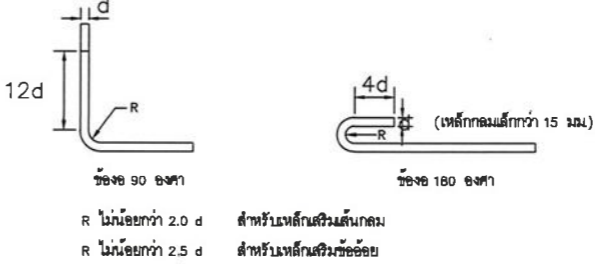 d
12d
R
ข้องอ 90 องศา
4d
d
R
(เหล็กกลมเล็กกว่า 15 มม.)
ข้องอ 180 องศา
R ไม่น้อยกว่า 2.0 d สำหรับเหล็กเสริมเส้นกลม
R ไม่น้อยกว่า 2.5 d สำหรับเหล็กเสริมข้ออ้อย